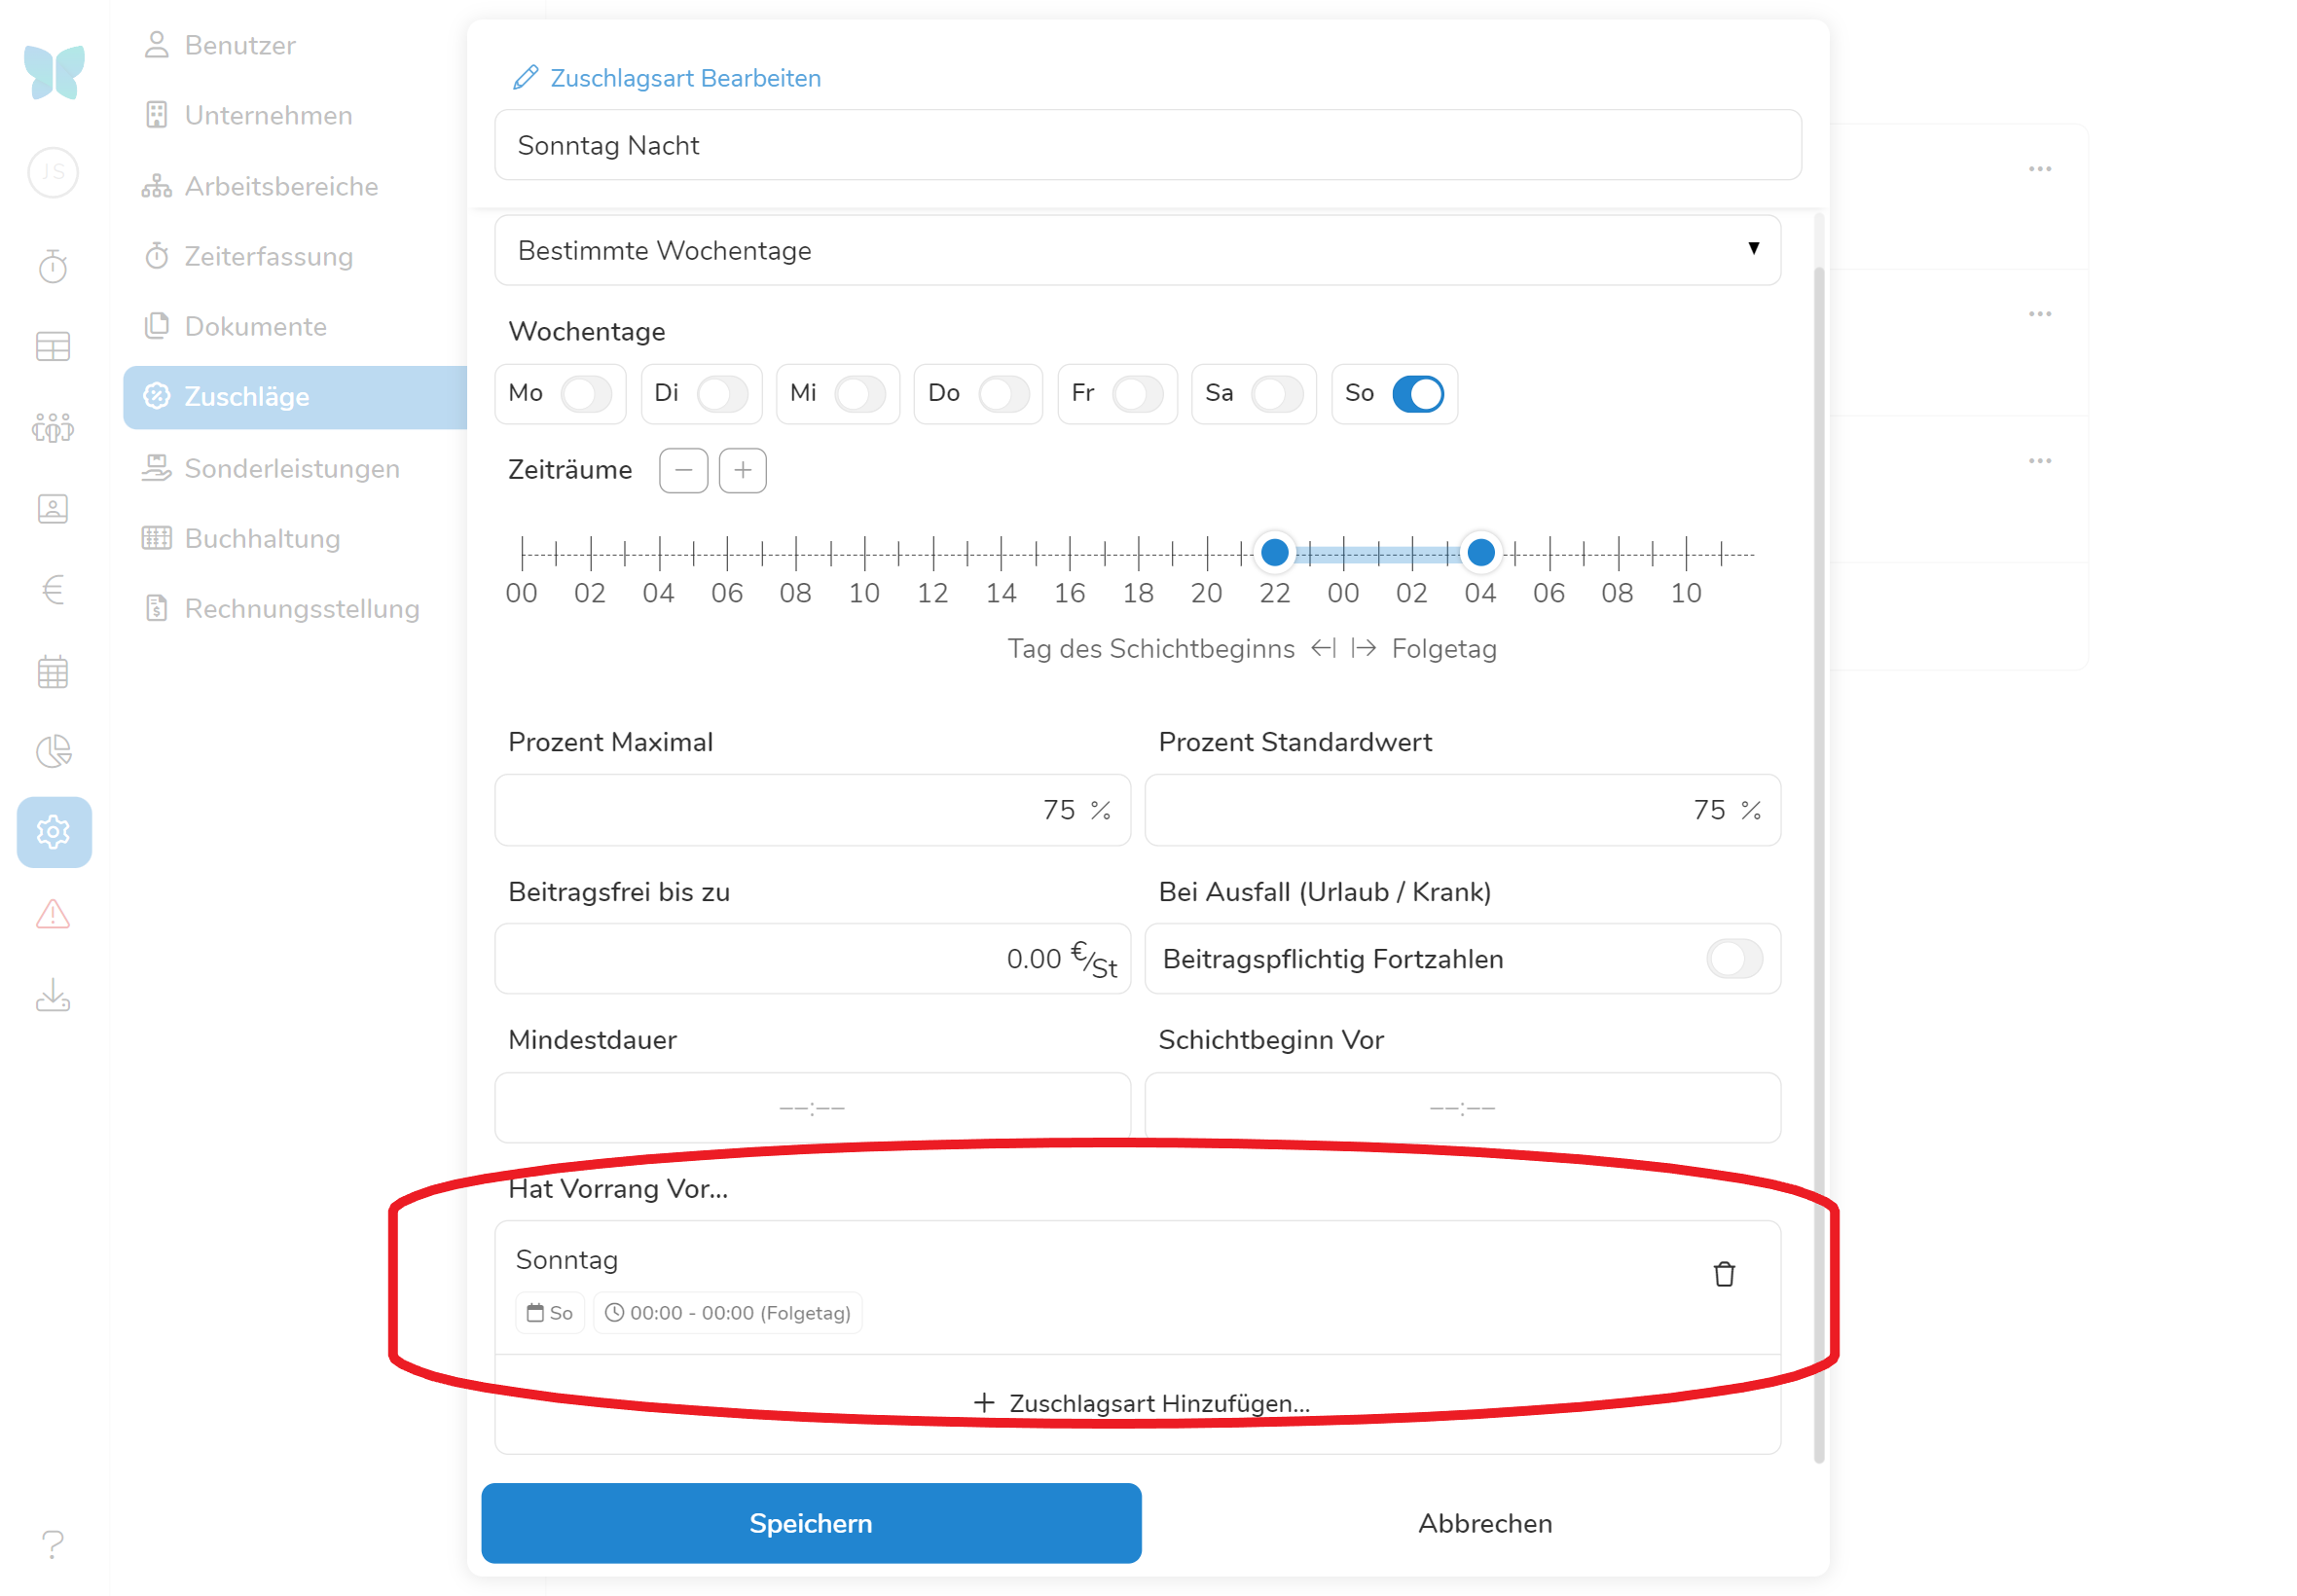 JS
Benutzer
Unternehmen
Arbeitsbereiche
Zeiterfassung
Dokumente
Zuschläge
Sonderleistungen
Buchhaltung
Rechnungsstellung
Zuschlagsart Bearbeiten
Sonntag Nacht
Bestimmte Wochentage
Wochentage
Mo Di Mi Do Fr Sa So
Zeiträume
00 02 04 06 08 10 12 14 16 18 20 22 00 02 04 06 08 10
Tag des Schichtbeginns Folgetag
Prozent Maximal Prozent Standardwert
75 % 75 %
Beitragsfrei bis zu Bei Ausfall (Urlaub / Krank)
0.00 €/St Beitragspflichtig Fortzahlen
Mindestdauer Schichtbeginn Vor
--:-- --:--
Hat Vorrang Vor...
Sonntag
So 00:00 - 00:00 (Folgetag)
+ Zuschlagsart Hinzufügen...
Speichern Abbrechen